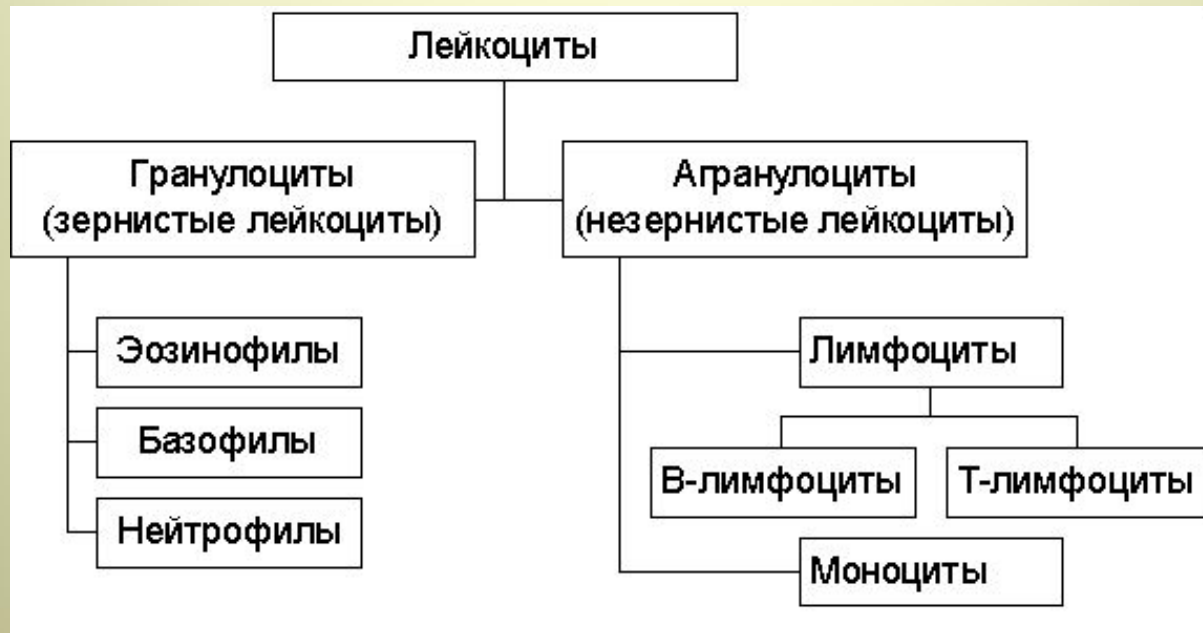 Лейкоциты
Гранулоциты
(зернистые лейкоциты)
Агранулоциты
(незернистые лейкоциты)
Эозинофилы
Базофилы
Нейтрофилы
Лимфоциты
В-лимфоциты
Т-лимфоциты
Моноциты